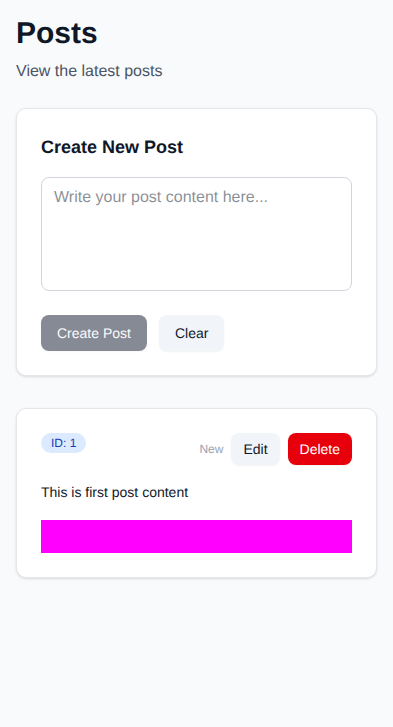 Posts
View the latest posts
Create New Post
Write your post content here...
Create Post
Clear
ID: 1
New
Edit
Delete
This is first post content